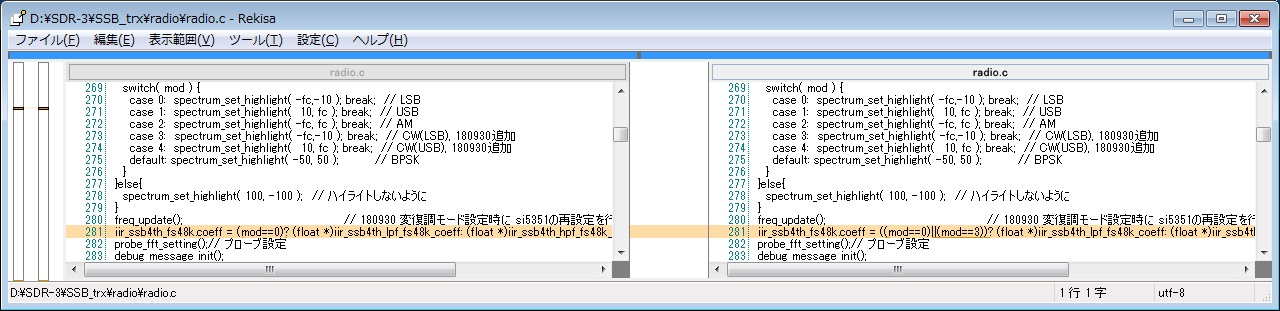 D:¥SDR-3¥SSB_trx¥radio¥radio.c - Rekisa
ファイル(F) 編集(E) 表示範囲(V) ツール(T) 設定(C) ヘルプ(H)
radio.c
269 switch( mod ) {
270 case 0: spectrum_set_highlight( -fc,-10 ); break; // LSB
271 case 1: spectrum_set_highlight( 10, fc ); break; // USB
272 case 2: spectrum_set_highlight( -fc, fc ); break; // AM
273 case 3: spectrum_set_highlight( -fc,-10 ); break; // CW(LSB), 180930追加
274 case 4: spectrum_set_highlight( 10, fc ); break; // CW(USB), 180930追加
275 default: spectrum_set_highlight( -50, 50 ); // BPSK
276 }
277 }else{
278 spectrum_set_highlight( 100, -100 ); // ハイライトしないように
279 }
280 freq_update(); // 180930 変復調モード設定時に si5351の再設定を行
281 iir_ssb4th_fs48k.coeff = (mod==0)? (float *)iir_ssb4th_lpf_fs48k_coeff: (float *)iir_ssb4th_hpf_fs48k_
282 probe_fft_setting();// プローブ設定
283 debug_message_init();
radio.c
269 switch( mod ) {
270 case 0: spectrum_set_highlight( -fc,-10 ); break; // LSB
271 case 1: spectrum_set_highlight( 10, fc ); break; // USB
272 case 2: spectrum_set_highlight( -fc, fc ); break; // AM
273 case 3: spectrum_set_highlight( -fc,-10 ); break; // CW(LSB), 180930追加
274 case 4: spectrum_set_highlight( 10, fc ); break; // CW(USB), 180930追加
275 default: spectrum_set_highlight( -50, 50 ); // BPSK
276 }
277 }else{
278 spectrum_set_highlight( 100, -100 ); // ハイライトしないように
279 }
280 freq_update(); // 180930 変復調モード設定時に si5351の再設定を行
281 iir_ssb4th_fs48k.coeff = ((mod==0)||(mod==3))? (float *)iir_ssb4th_lpf_fs48k_coeff: (float *)iir_ssb4t
282 probe_fft_setting();// プローブ設定
283 debug_message_init();
D:¥SDR-3¥SSB_trx¥radio¥radio.c 1 行 1 字 utf-8